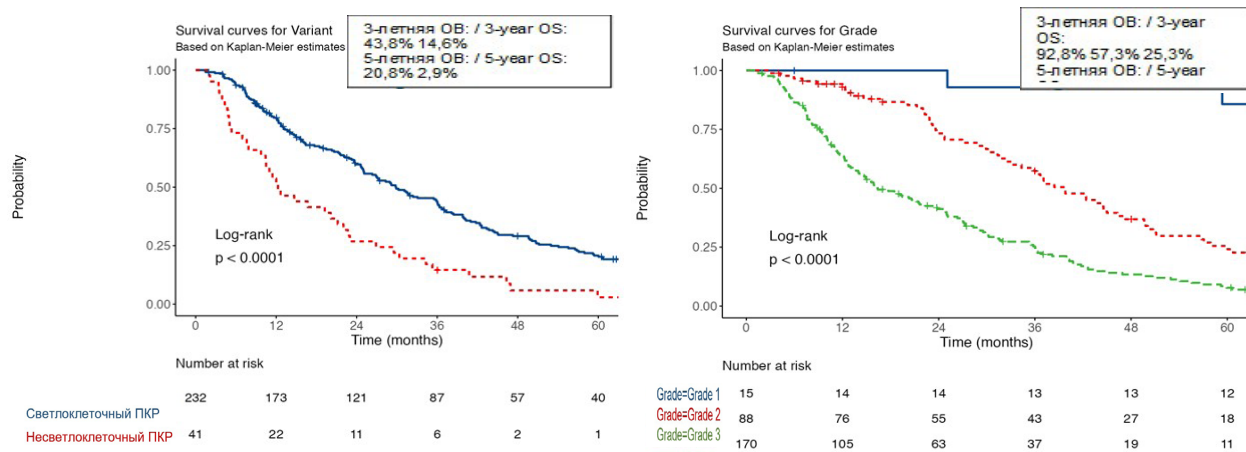 Survival curves for Variant
Based on Kaplan-Meier estimates
3-летняя ОВ: / 3-year OS:
43,8% 14,6%
5-летняя ОВ: / 5-year OS:
20,8% 2,9%
1.00
0.75
0.50
0.25
0.00
Probability
Log-rank
p < 0.0001
0 12 24 36 48 60
Time (months)
Number at risk
232 173 121 87 57 40
Светлоклеточный ПКР
Несветлоклеточный ПКР
41 22 11 6 2 1
Survival curves for Grade
Based on Kaplan-Meier estimates
3-летняя ОВ: / 3-year
OS:
92,8% 57,3% 25,3%
5-летняя ОВ: / 5-year
1.00
0.75
0.50
0.25
0.00
Probability
Log-rank
p < 0.0001
0 12 24 36 48 60
Time (months)
Number at risk
Grade=Grade 1 15 14 14 13 13 12
Grade=Grade 2 88 76 55 43 27 18
Grade=Grade 3 170 105 63 37 19 11